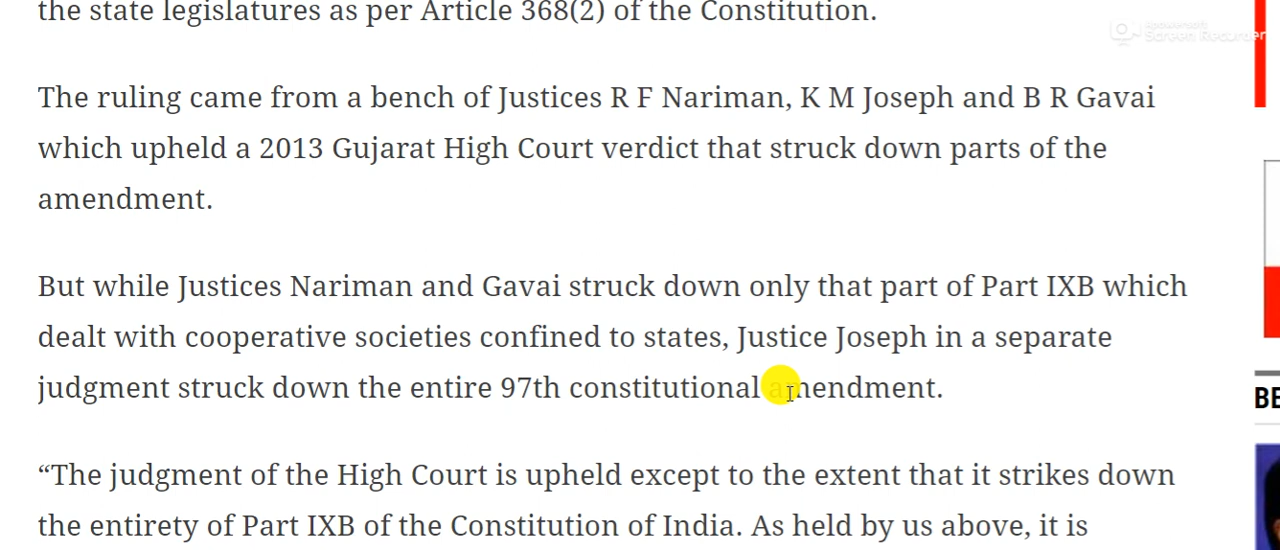 the state legislatures as per Article 368(2) of the Constitution.
Apowersoft
Screen Recorder
The ruling came from a bench of Justices R F Nariman, K M Joseph and B R Gavai
which upheld a 2013 Gujarat High Court verdict that struck down parts of the
amendment.
But while Justices Nariman and Gavai struck down only that part of Part IXB which
dealt with cooperative societies confined to states, Justice Joseph in a separate
judgment struck down the entire 97th constitutional amendment.
BE
“The judgment of the High Court is upheld except to the extent that it strikes down
the entirety of Part IXB of the Constitution of India. As held by us above, it is